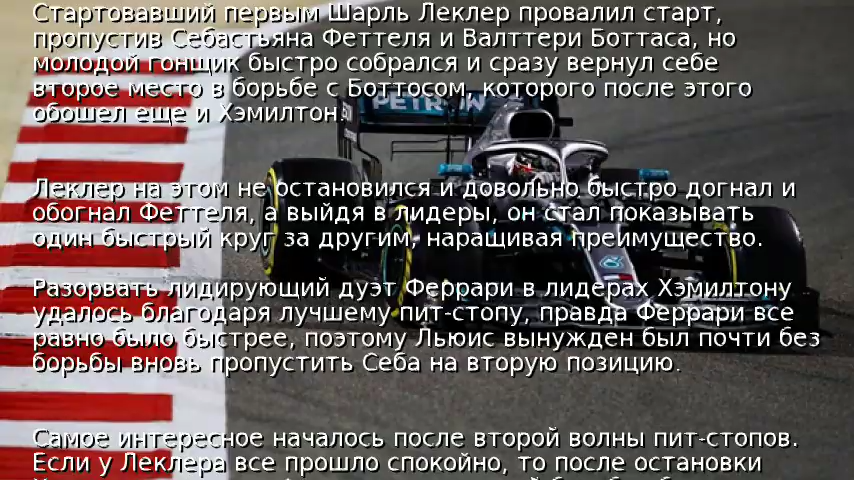 Стартовавший первым Шарль Леклер провалил старт,
пропустив Себастьяна Феттеля и Валттери Боттаса, но
молодой гонщик быстро собрался и сразу вернул себе
второе место в борьбе с Боттосом, которого после этого
обошел еще и Хэмилтон.
PETRONAS
Леклер на этом не остановился и довольно быстро догнал и
обогнал Феттеля, а выйдя в лидеры, он стал показывать
один быстрый круг за другим, наращивая преимущество.
Разорвать лидирующий дуэт Феррари в лидерах Хэмилтону
удалось благодаря лучшему пит-стопу, правда Феррари все
равно было быстрее, поэтому Льюис вынужден был почти без
борьбы вновь пропустить Себа на вторую позицию.
Самое интересное началось после второй волны пит-стопов.
Если у Леклера все прошло спокойно, то после остановки